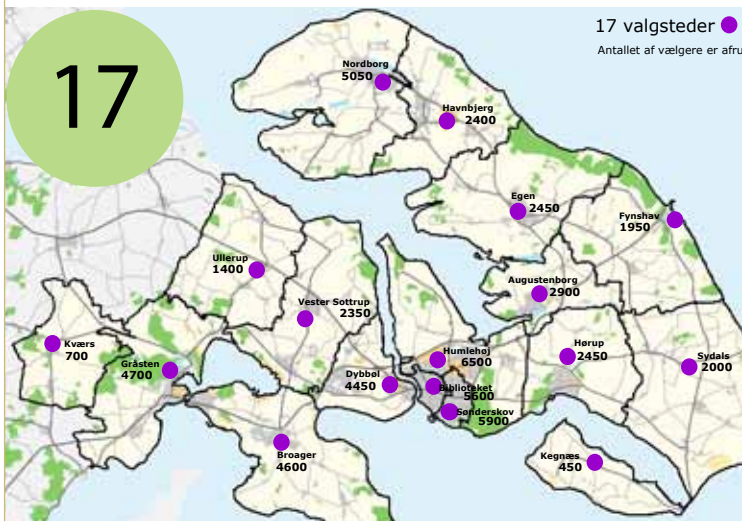 17
17 valgsteder
Antallet af vælgere er afru
Nordborg
5050
Havnbjerg
2400
Egen
2450
Fynshav
1950
Ullerup
1400
Augustenborg
2900
Vester Sottrup
2350
Kværs
700
Gråsten
4700
Humlehøj
6500
Hørup
2450
Sydals
2000
Dybbøl
4450
Biblioteket
5600
Sønderskov
5900
Broager
4600
Kegnæs
450